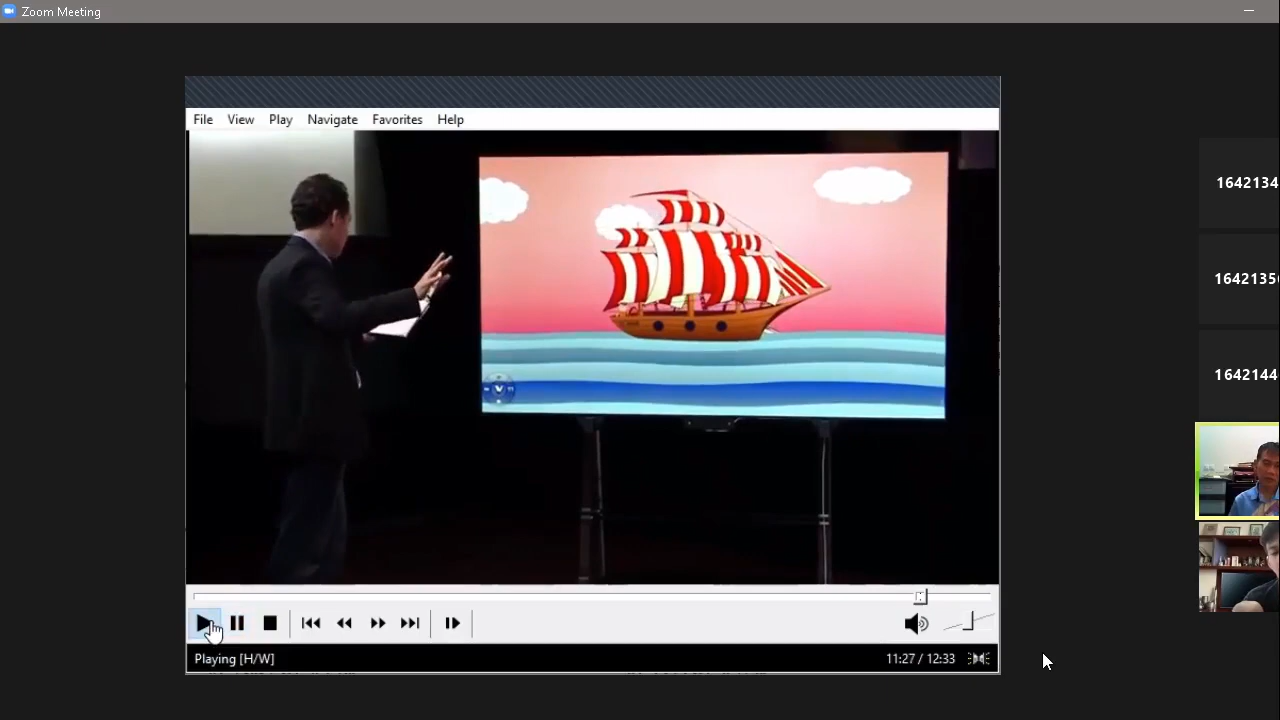 Zoom Meeting
File View Play Navigate Favorites Help
1642134
1642135
1642144
Playing [H/W]
11:27 / 12:33